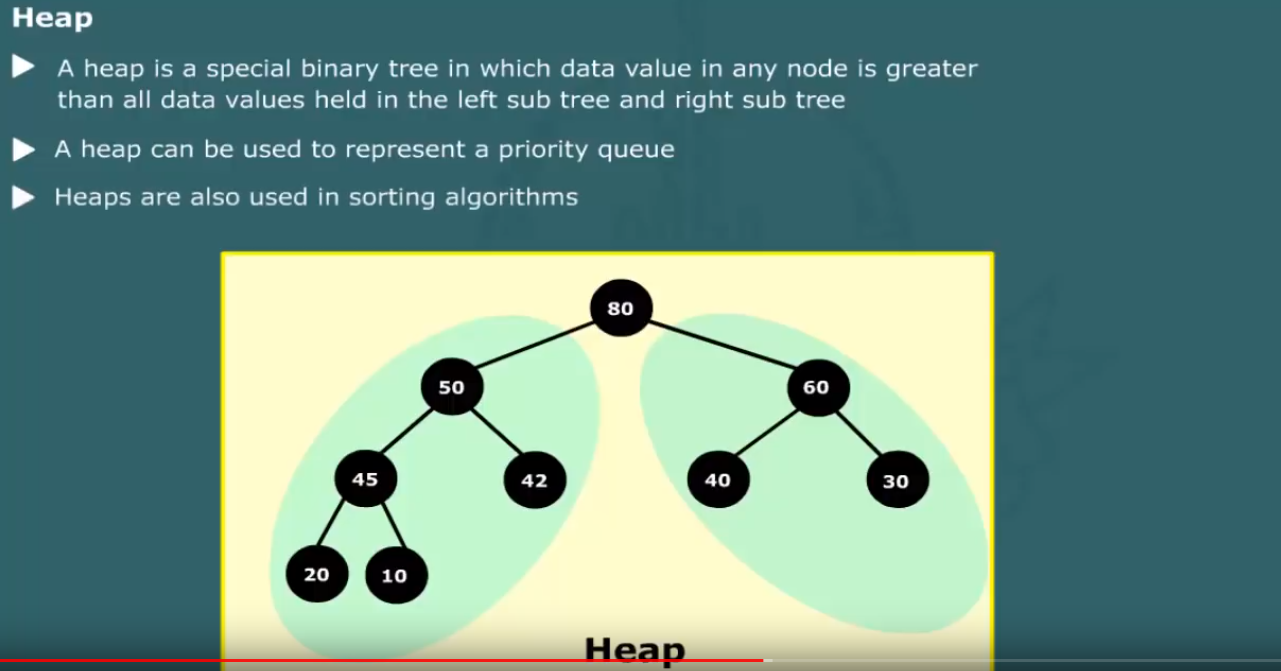 Heap
A heap is a special binary tree in which data value in any node is greater
than all data values held in the left sub tree and right sub tree
A heap can be used to represent a priority queue
Heaps are also used in sorting algorithms
80
50
60
45
42
40
30
20
10
Heap